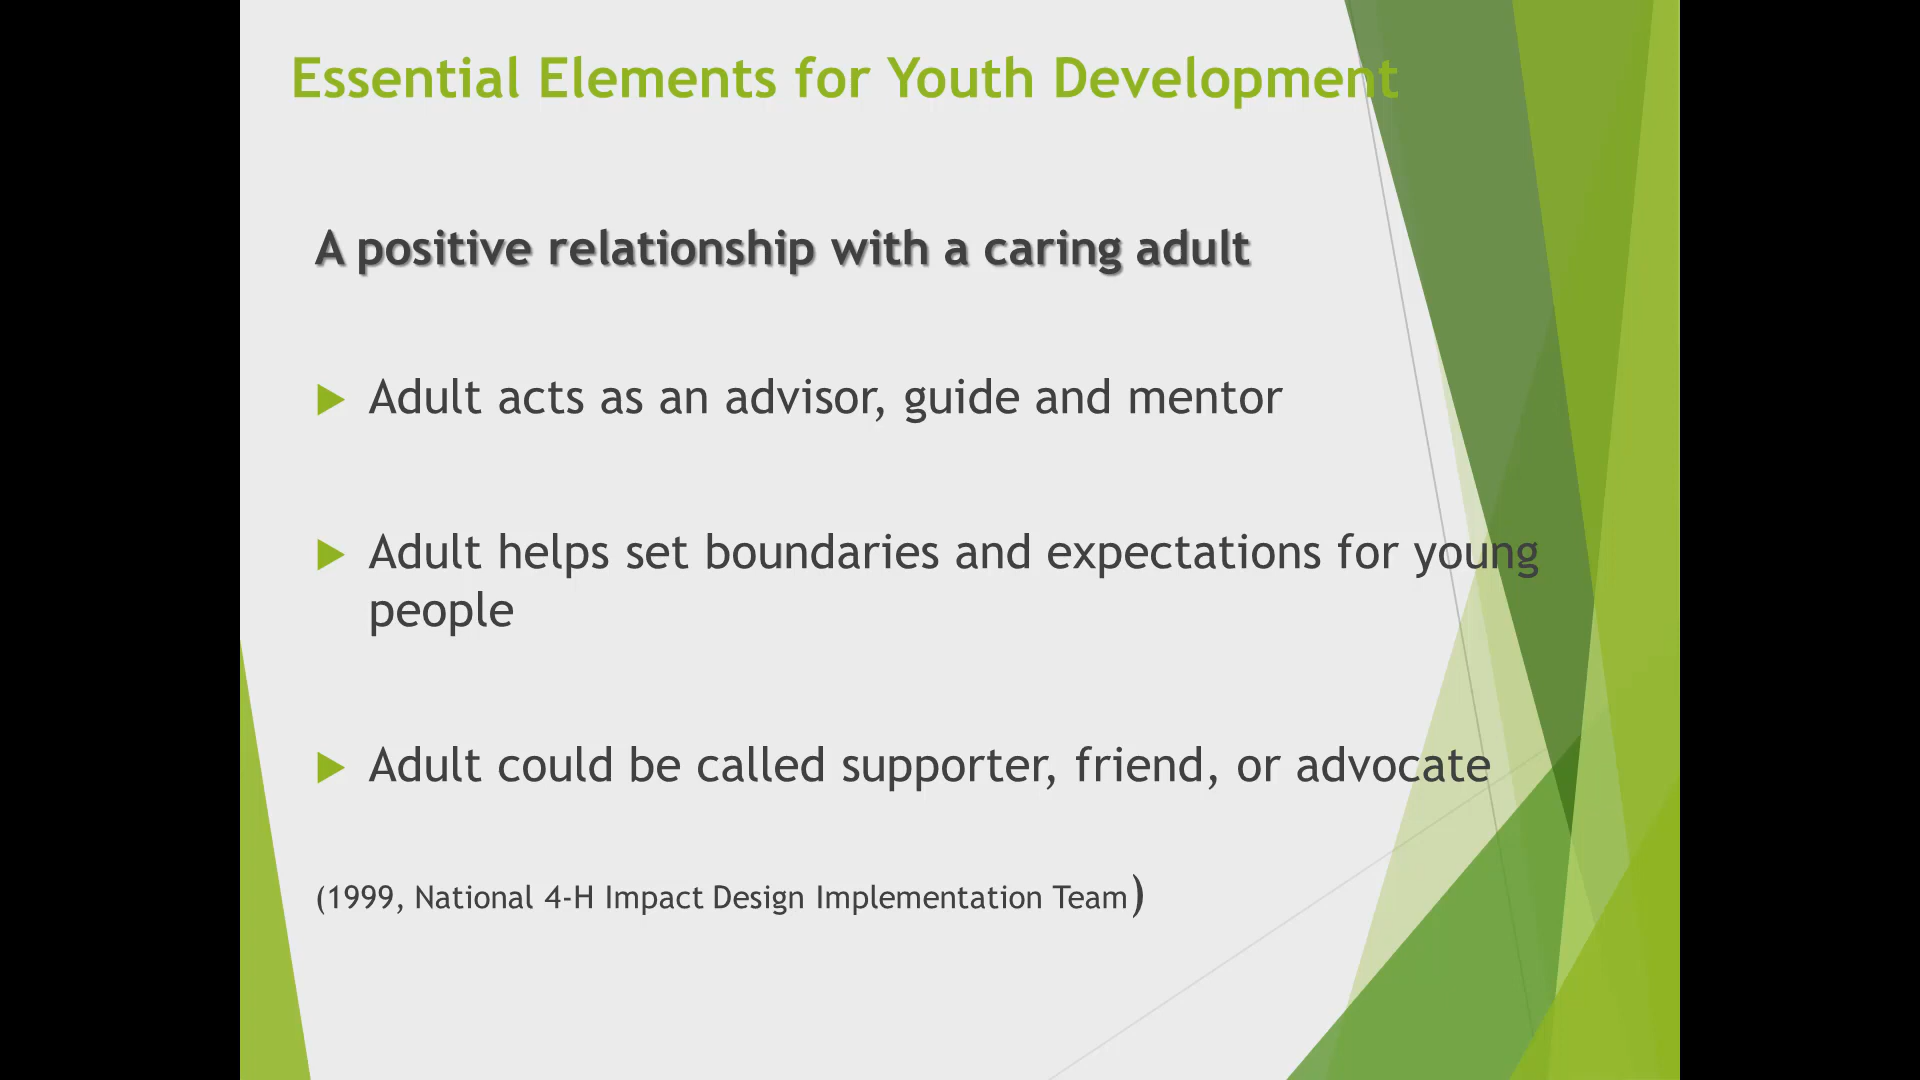 Essential Elements for Youth Development
A positive relationship with a caring adult
Adult acts as an advisor, guide and mentor
Adult helps set boundaries and expectations for young
people
Adult could be called supporter, friend, or advocate
(1999, National 4-H Impact Design Implementation Team)